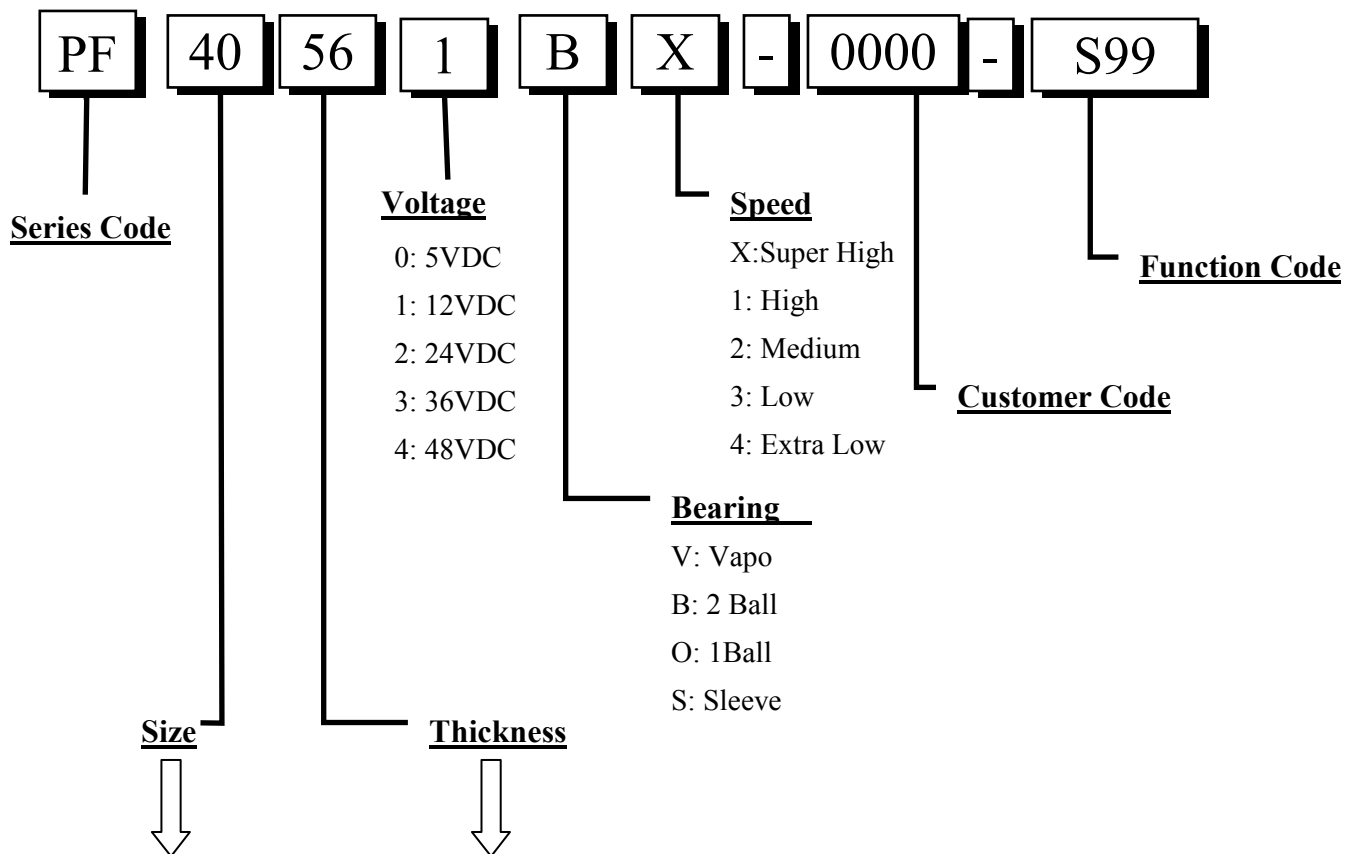 PF 40 56 1 B X - 0000 - S99
Series Code
Voltage
0: 5VDC
1: 12VDC
2: 24VDC
3: 36VDC
4: 48VDC
Speed
X:Super High
1: High
2: Medium
3: Low
4: Extra Low
Function Code
Customer Code
Bearing
V: Vapo
B: 2 Ball
O: 1Ball
S: Sleeve
Size
Thickness